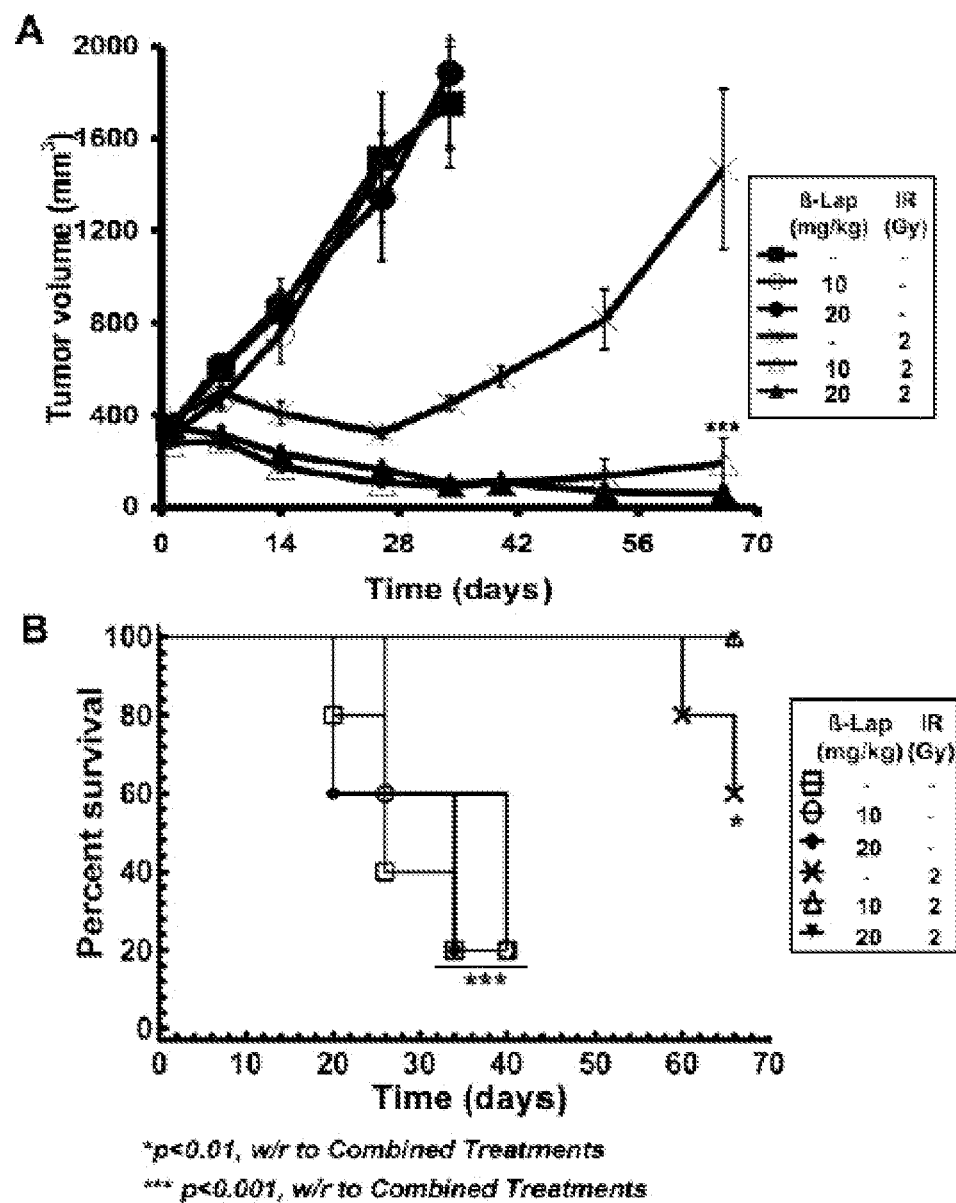 A
2000
1600
1200
800
400
0
Tumor volume (mm³)
0 14 28 42 56 70
Time (days)
***
ß-Lap IR
(mg/kg) (Gy)
- -
10 -
20 -
- 2
10 2
20 2
B
100
80
60
40
20
0
Percent survival
0 10 20 30 40 50 60 70
Time (days)
***
*
ß-Lap IR
(mg/kg) (Gy)
- -
10 -
20 -
- 2
10 2
20 2
*p<0.01, w/r to Combined Treatments
*** p<0.001, w/r to Combined Treatments